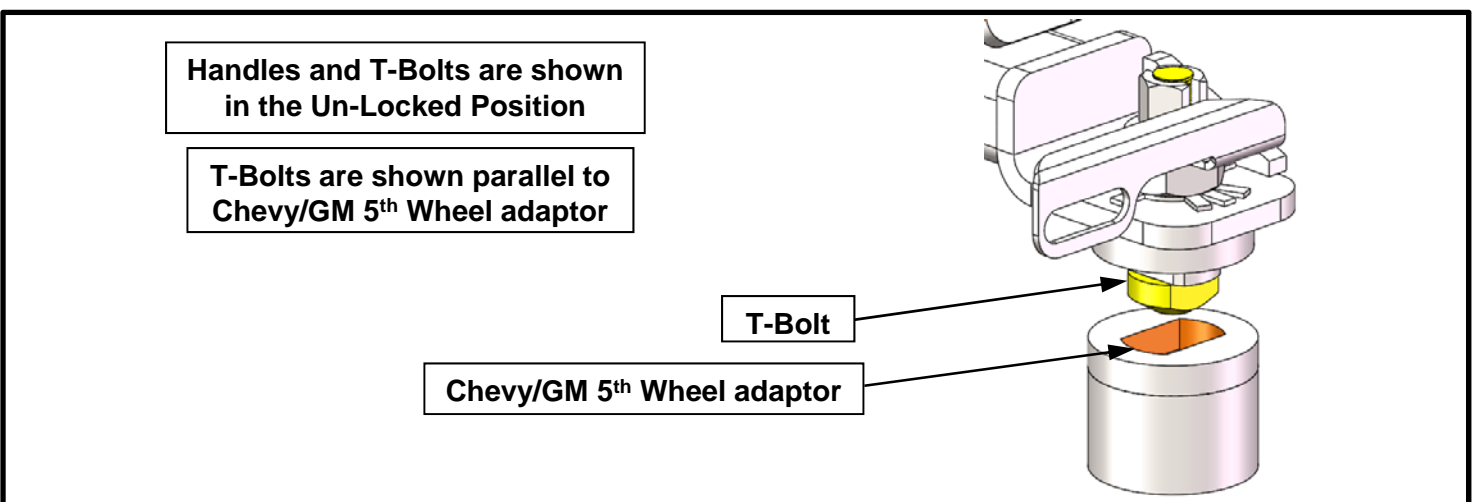 Handles and T-Bolts are shown
in the Un-Locked Position
T-Bolts are shown parallel to
Chevy/GM 5th Wheel adaptor
T-Bolt
Chevy/GM 5th Wheel adaptor